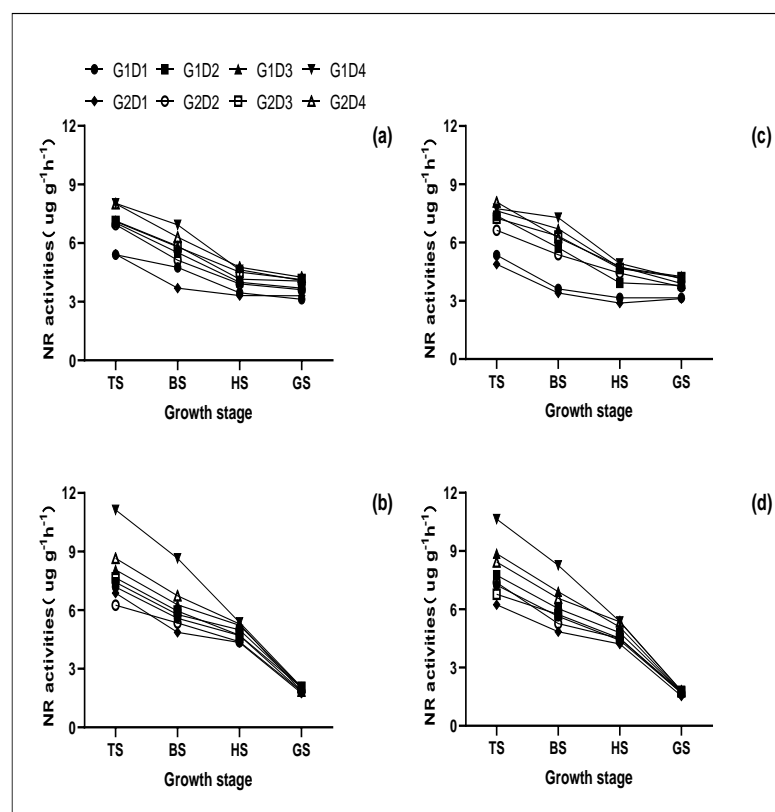 G1D1 G1D2 G1D3 G1D4
G2D1 G2D2 G2D3 G2D4
(a)
NR activities ( ug g-1h-1)
12
9
6
3
0
TS BS HS GS
Growth stage
(c)
NR activities ( ug g-1h-1)
12
9
6
3
0
TS BS HS GS
Growth stage
(b)
NR activities ( ug g-1h-1)
12
9
6
3
0
TS BS HS GS
Growth stage
(d)
NR activities ( ug g-1h-1)
12
9
6
3
0
TS BS HS GS
Growth stage